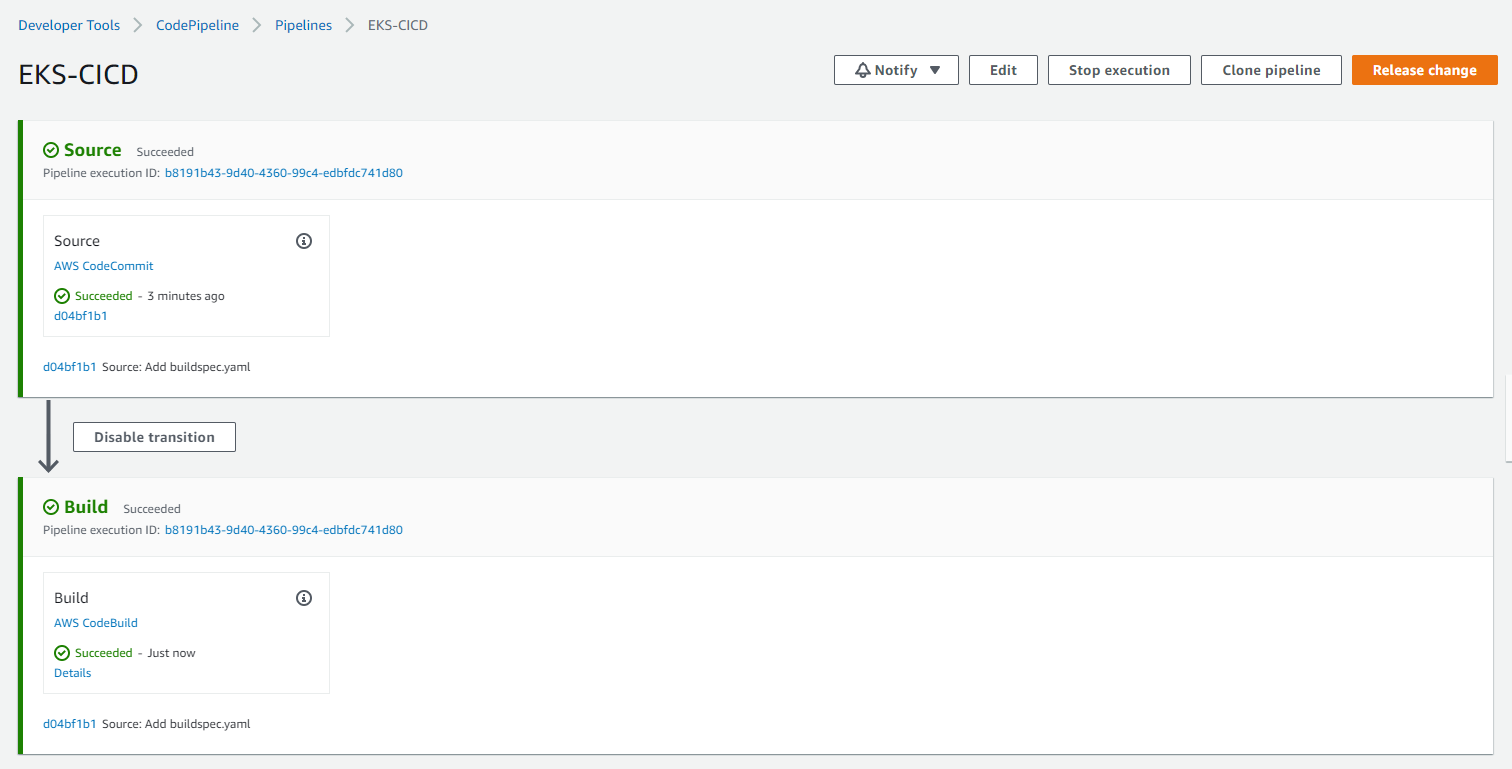 Developer Tools > CodePipeline > Pipelines > EKS-CICD
EKS-CICD
Notify ▼ Edit Stop execution Clone pipeline Release change
Source Succeeded
Pipeline execution ID: b8191b43-9d40-4360-99c4-edbfdc741d80
Source
AWS CodeCommit
Succeeded - 3 minutes ago
d04bf1b1
d04bf1b1 Source: Add buildspec.yaml
Disable transition
Build Succeeded
Pipeline execution ID: b8191b43-9d40-4360-99c4-edbfdc741d80
Build
AWS CodeBuild
Succeeded - Just now
Details
d04bf1b1 Source: Add buildspec.yaml